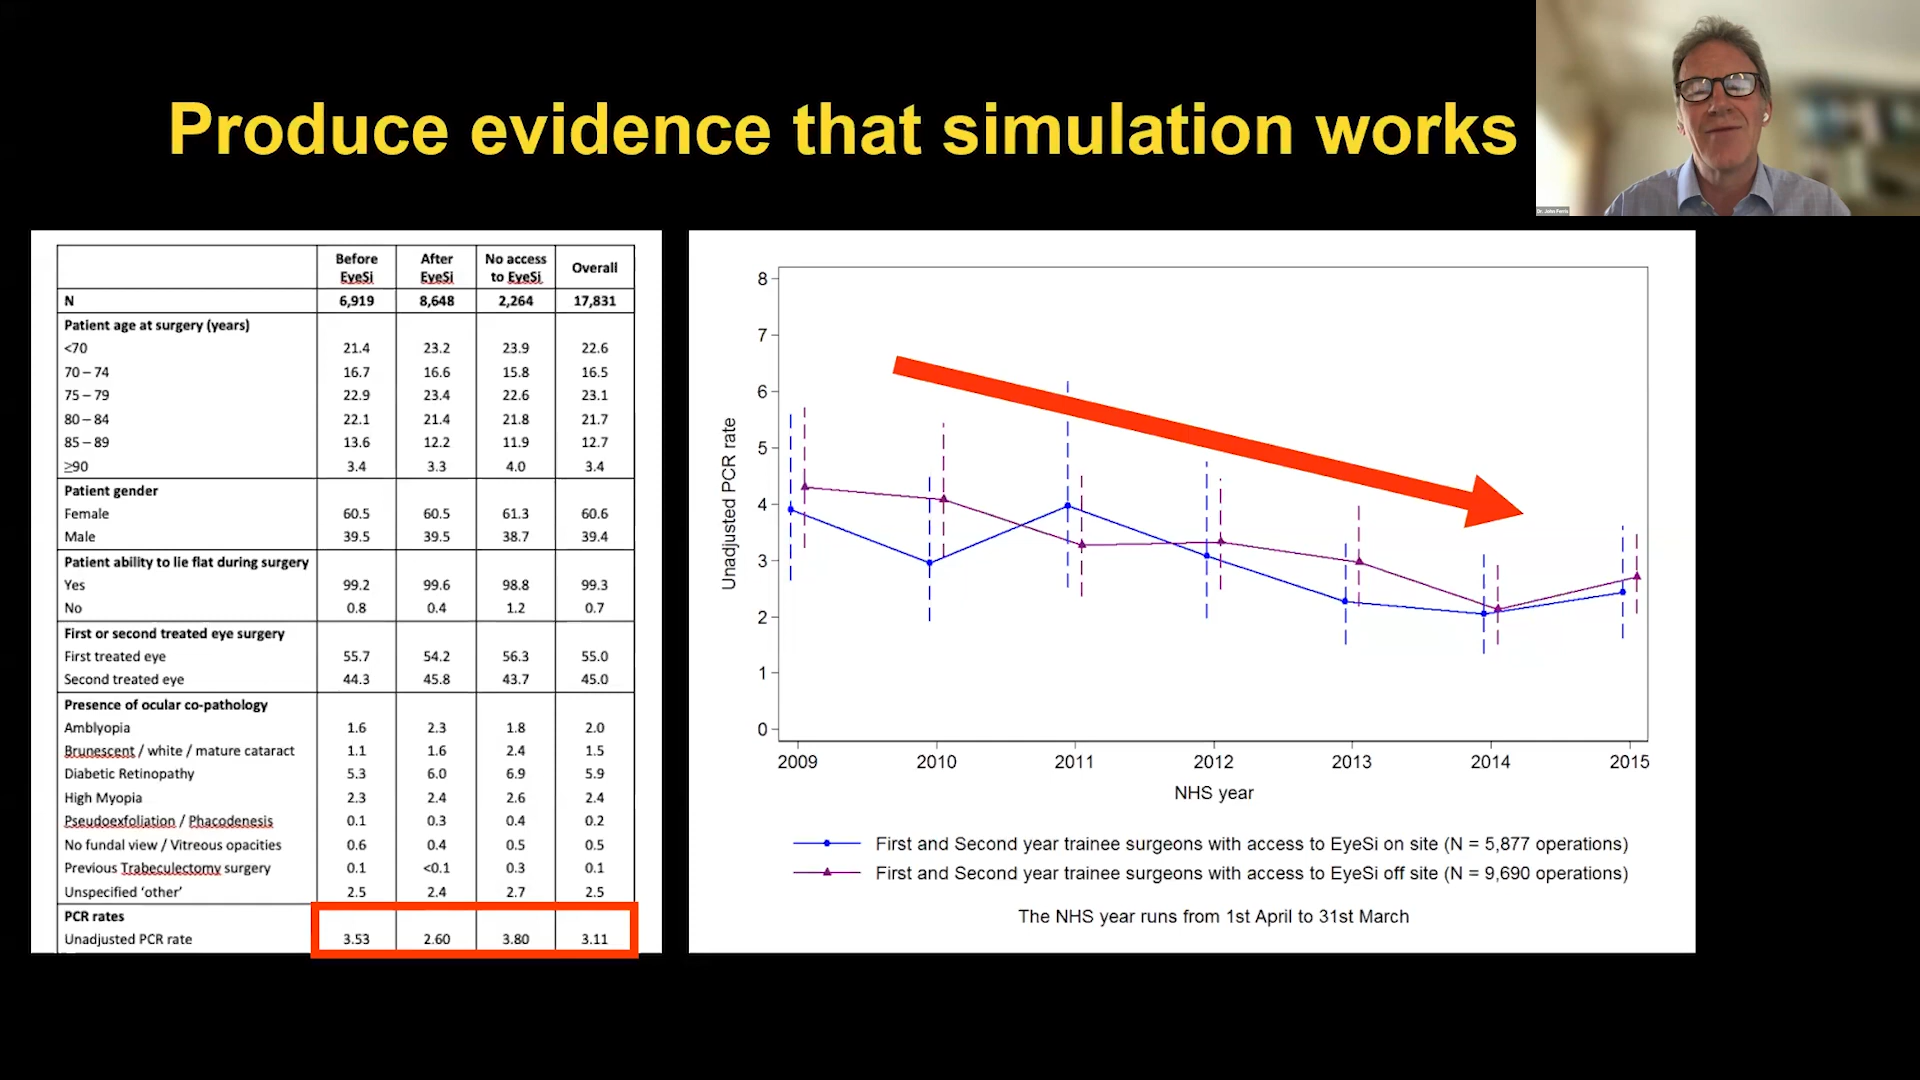 Produce evidence that simulation works
Dr. John Ferris
Before EyeSi After EyeSi No access to EyeSi Overall
N 6,919 8,648 2,264 17,831
Patient age at surgery (years)
<70 21.4 23.2 23.9 22.6
70 – 74 16.7 16.6 15.8 16.5
75 – 79 22.9 23.4 22.6 23.1
80 – 84 22.1 21.4 21.8 21.7
85 – 89 13.6 12.2 11.9 12.7
≥90 3.4 3.3 4.0 3.4
Patient gender
Female 60.5 60.5 61.3 60.6
Male 39.5 39.5 38.7 39.4
Patient ability to lie flat during surgery
Yes 99.2 99.6 98.8 99.3
No 0.8 0.4 1.2 0.7
First or second treated eye surgery
First treated eye 55.7 54.2 56.3 55.0
Second treated eye 44.3 45.8 43.7 45.0
Presence of ocular co-pathology
Amblyopia 1.6 2.3 1.8 2.0
Brunescent / white / mature cataract 1.1 1.6 2.4 1.5
Diabetic Retinopathy 5.3 6.0 6.9 5.9
High Myopia 2.3 2.4 2.6 2.4
Pseudoexfoliation / Phacodenesis 0.1 0.3 0.4 0.2
No fundal view / Vitreous opacities 0.6 0.4 0.5 0.5
Previous Trabeculectomy surgery 0.1 <0.1 0.3 0.1
Unspecified ‘other’ 2.5 2.4 2.7 2.5
PCR rates
Unadjusted PCR rate 3.53 2.60 3.80 3.11
Unadjusted PCR rate
8
7
6
5
4
3
2
1
0
2009 2010 2011 2012 2013 2014 2015
NHS year
First and Second year trainee surgeons with access to EyeSi on site (N = 5,877 operations)
First and Second year trainee surgeons with access to EyeSi off site (N = 9,690 operations)
The NHS year runs from 1st April to 31st March